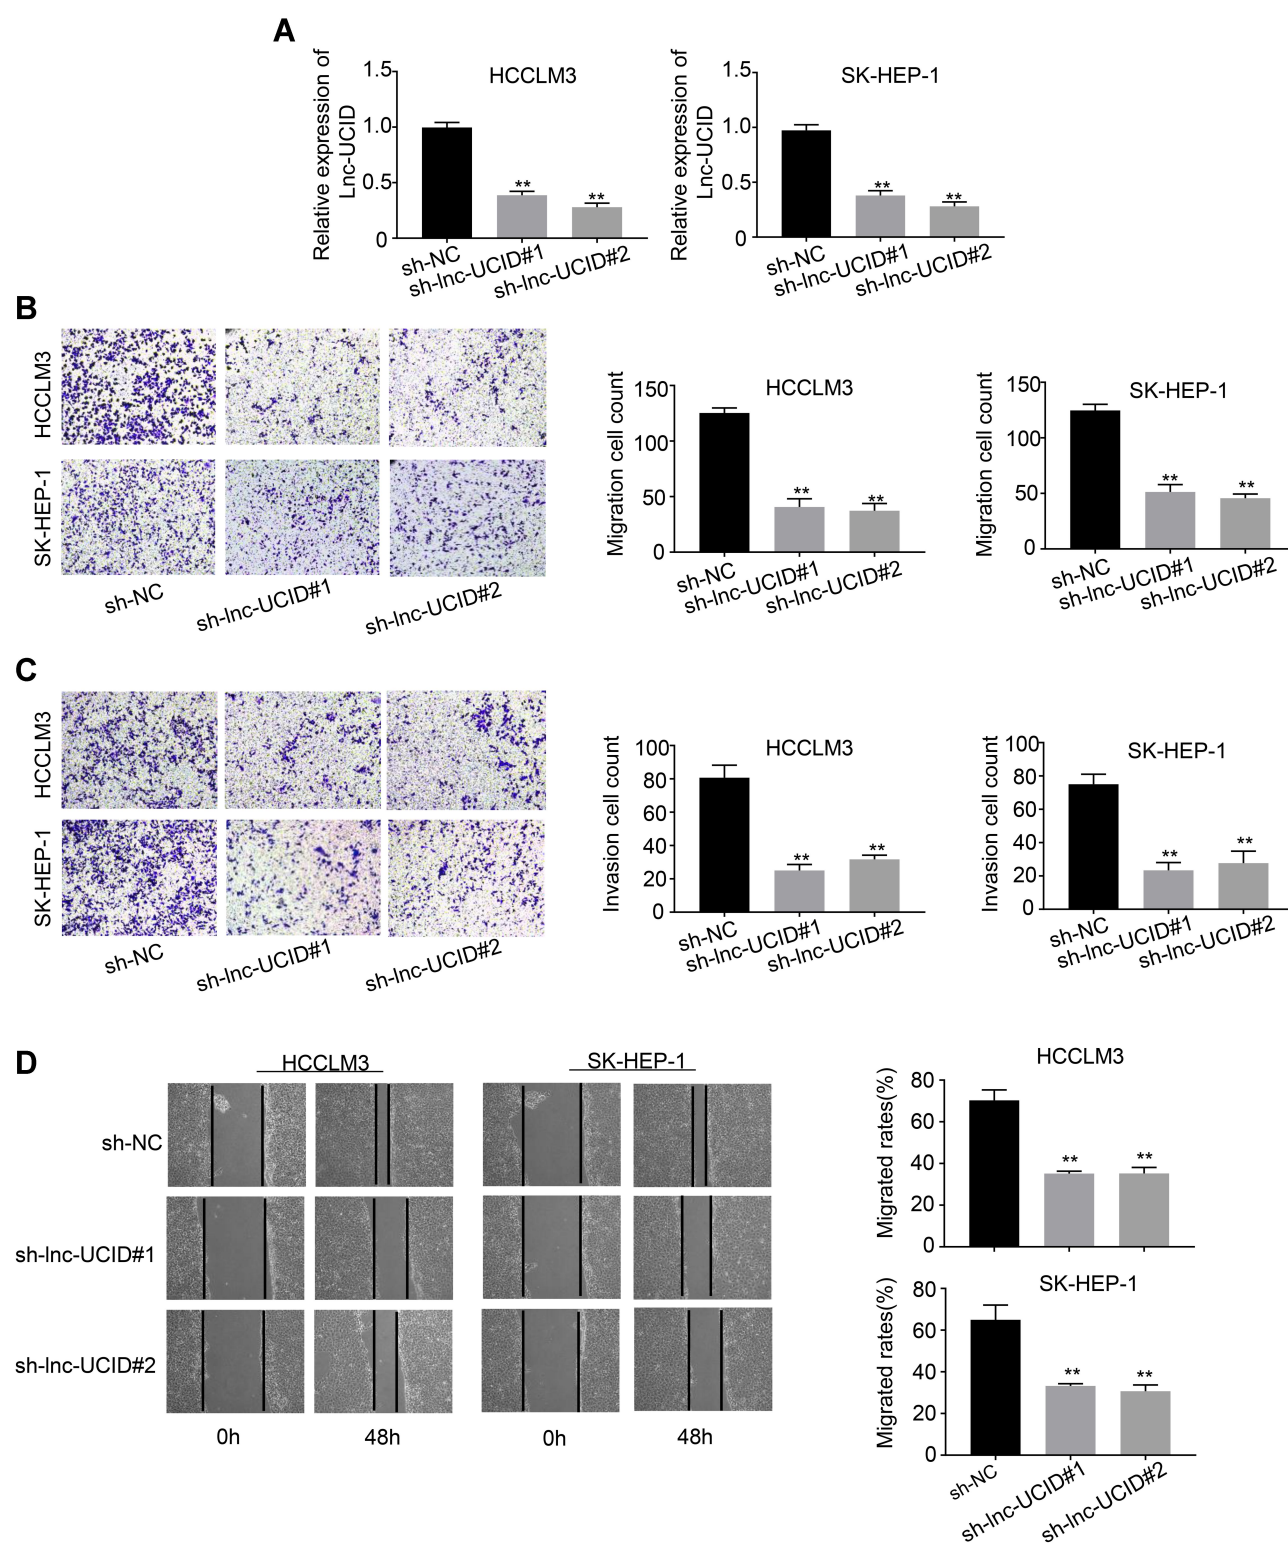 A
HCCLM3
Relative expression of
Lnc-UCID
1.5
1.0
0.5
0
**
**
sh-NC
sh-lnc-UCID#1
sh-lnc-UCID#2
SK-HEP-1
Relative expression of
Lnc-UCID
1.5
1.0
0.5
0
**
**
sh-NC
sh-lnc-UCID#1
sh-lnc-UCID#2
B
HCCLM3
SK-HEP-1
sh-NC
sh-lnc-UCID#1
sh-lnc-UCID#2
HCCLM3
Migration cell count
150
100
50
0
**
**
sh-NC
sh-lnc-UCID#1
sh-lnc-UCID#2
SK-HEP-1
Migration cell count
150
100
50
0
**
**
sh-NC
sh-lnc-UCID#1
sh-lnc-UCID#2
C
HCCLM3
SK-HEP-1
sh-NC
sh-lnc-UCID#1
sh-lnc-UCID#2
HCCLM3
Invasion cell count
100
80
60
40
20
0
**
**
sh-NC
sh-lnc-UCID#1
sh-lnc-UCID#2
SK-HEP-1
Invasion cell count
100
80
60
40
20
0
**
**
sh-NC
sh-lnc-UCID#1
sh-lnc-UCID#2
D
HCCLM3
SK-HEP-1
sh-NC
sh-lnc-UCID#1
sh-lnc-UCID#2
0h
48h
0h
48h
HCCLM3
Migrated rates(%)
80
60
40
20
0
**
**
SK-HEP-1
Migrated rates(%)
80
60
40
20
0
**
**
sh-NC
sh-lnc-UCID#1
sh-lnc-UCID#2